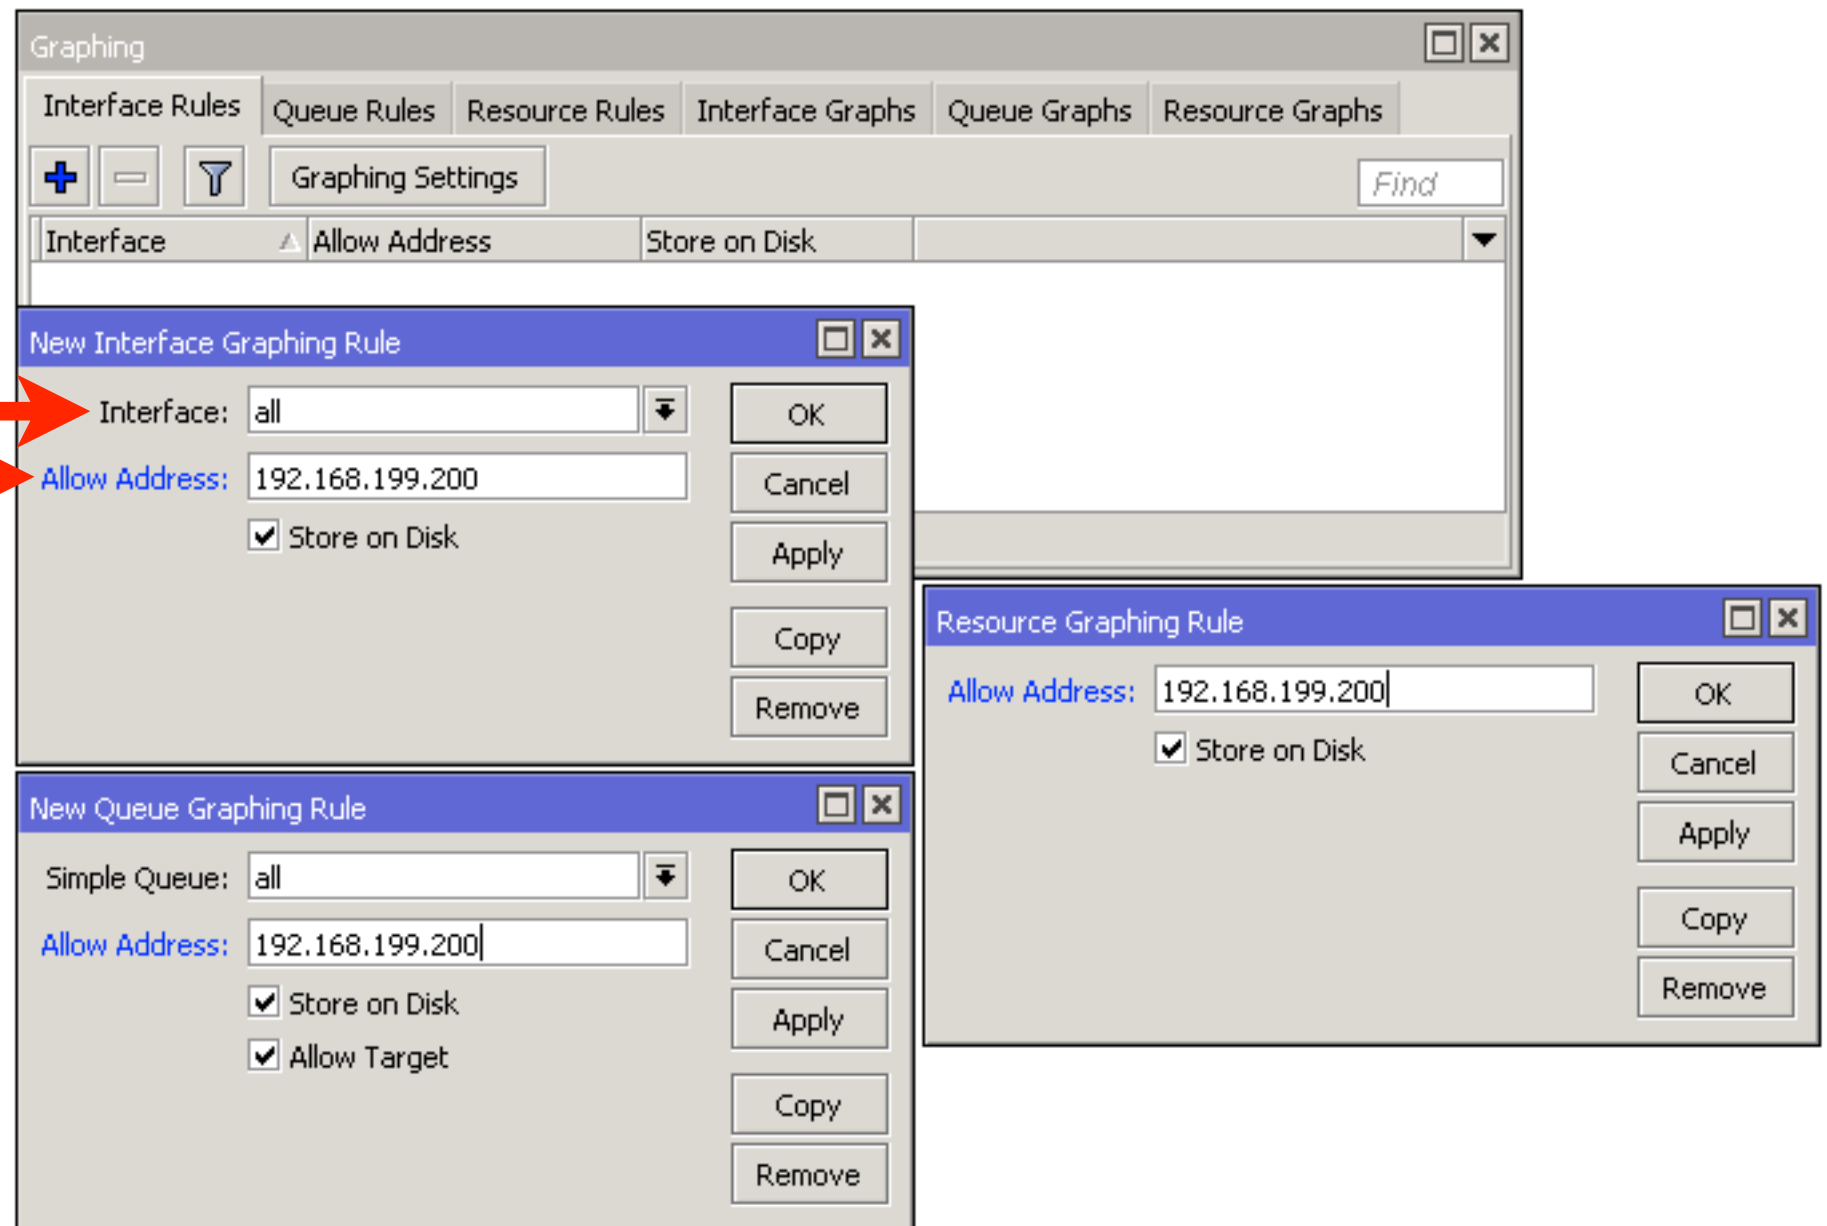 Graphing
Interface Rules Queue Rules Resource Rules Interface Graphs Queue Graphs Resource Graphs
Graphing Settings Find
Interface Allow Address Store on Disk
New Interface Graphing Rule
Interface: all OK
Allow Address: 192.168.199.200 Cancel
Store on Disk Apply
Copy
Remove
Resource Graphing Rule
Allow Address: 192.168.199.200 OK
Store on Disk Cancel
Apply
Copy
Remove
New Queue Graphing Rule
Simple Queue: all OK
Allow Address: 192.168.199.200 Cancel
Store on Disk Apply
Allow Target
Copy
Remove